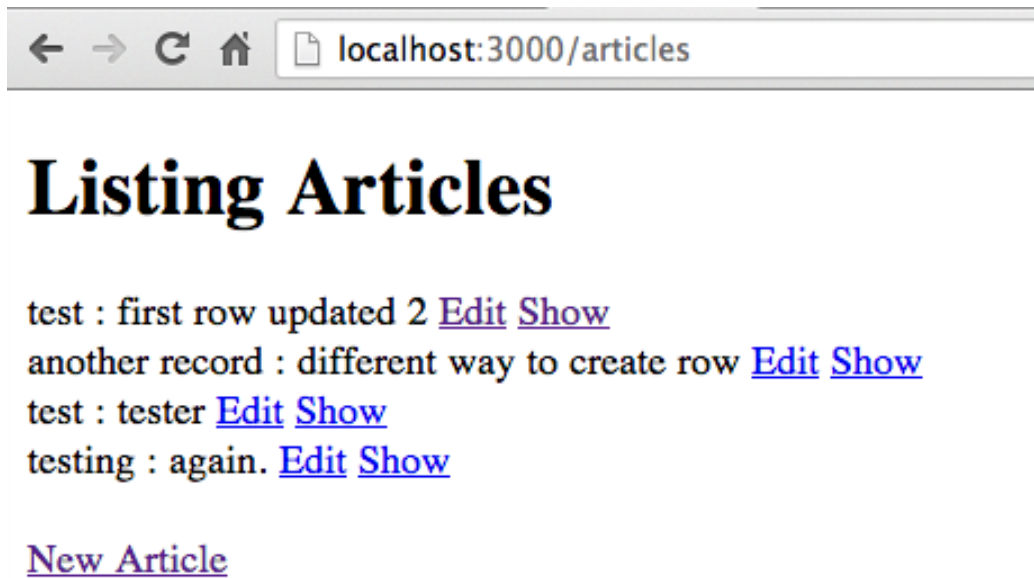 localhost:3000/articles
Listing Articles
test : first row updated 2 Edit Show
another record : different way to create row Edit Show
test : tester Edit Show
testing : again. Edit Show
New Article